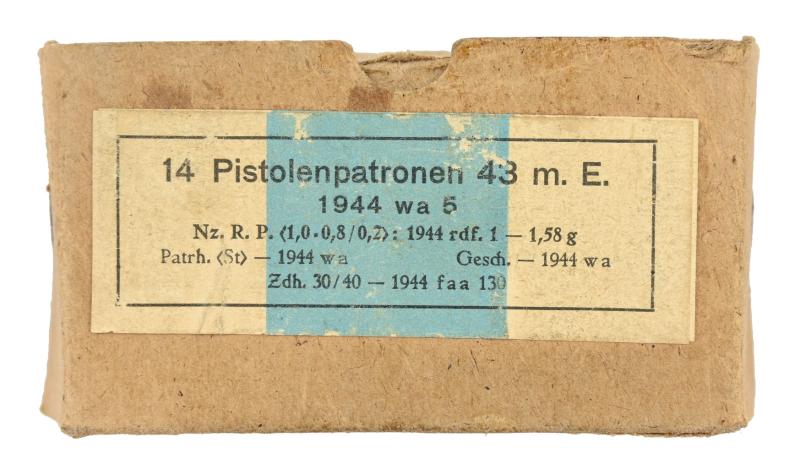 14 Pistolenpatronen 43 m. E.
1944 wa 5
Nz. R. P. ⟨1,0·0,8/0,2⟩: 1944 rdf. 1 — 1,58 g
Patrh. ⟨St⟩ — 1944 wa Gesch. — 1944 wa
Zdh. 30/40 — 1944 faa 130